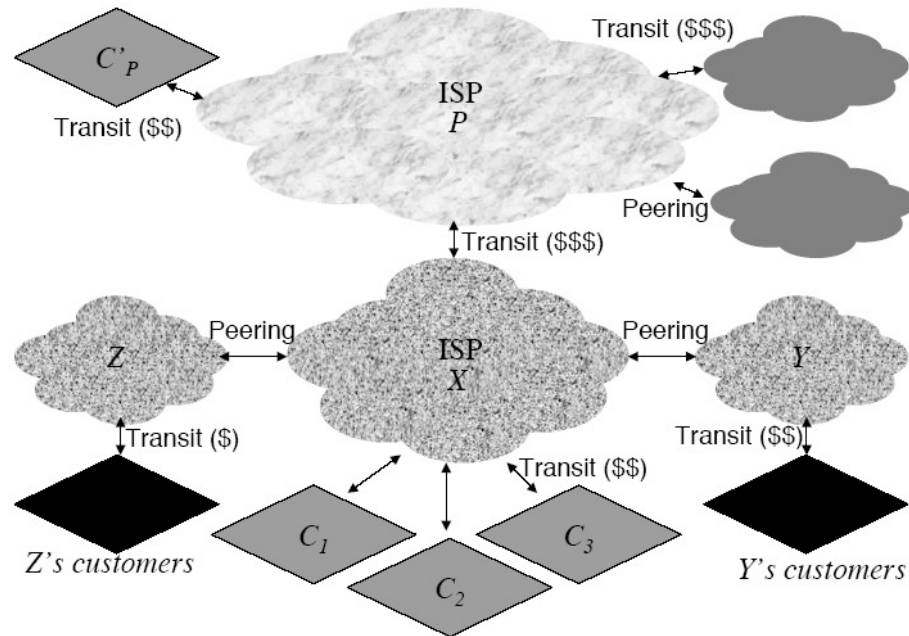 C'P
Transit ($$)
ISP
P
Transit ($$$)
Peering
Transit ($$$)
Z
Peering
ISP
X
Peering
Y
Transit ($)
Transit ($$)
Transit ($$)
C1
C2
C3
Z's customers
Y's customers